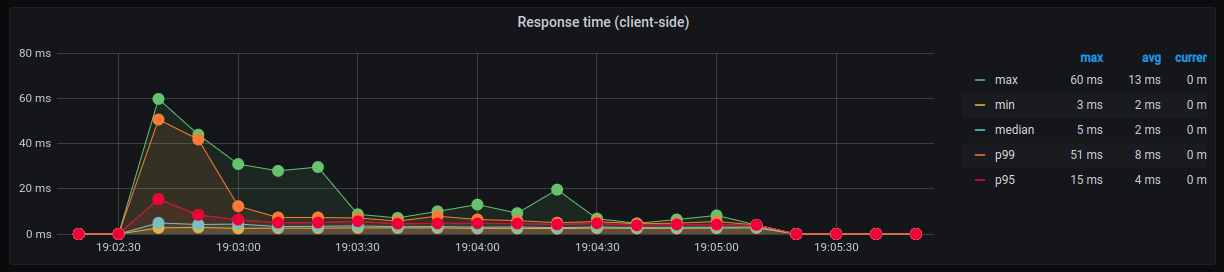 Response time (client-side)
80 ms
60 ms
40 ms
20 ms
0 ms
19:02:30 19:03:00 19:03:30 19:04:00 19:04:30 19:05:00 19:05:30
max avg curren
max 60 ms 13 ms 0 m
min 3 ms 2 ms 0 m
median 5 ms 2 ms 0 m
p99 51 ms 8 ms 0 m
p95 15 ms 4 ms 0 m